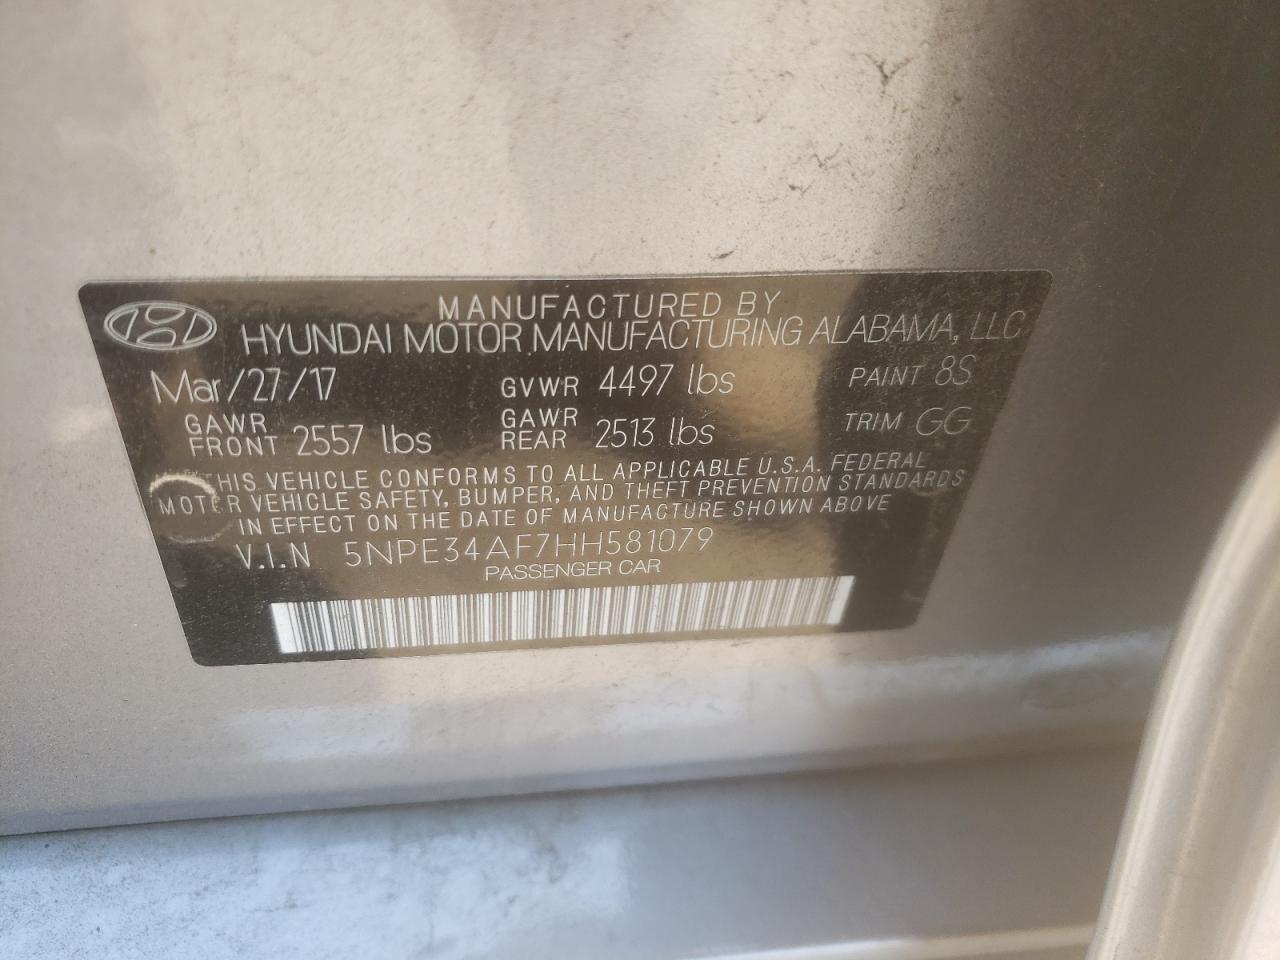 MANUFACTURED BY
HYUNDAI MOTOR MANUFACTURING ALABAMA, LLC
Mar/27/17 GVWR 4497 lbs PAINT 8S
GAWR FRONT 2557 lbs GAWR REAR 2513 lbs TRIM GG
THIS VEHICLE CONFORMS TO ALL APPLICABLE U.S.A. FEDERAL
MOTOR VEHICLE SAFETY, BUMPER, AND THEFT PREVENTION STANDARDS
IN EFFECT ON THE DATE OF MANUFACTURE SHOWN ABOVE
V.I.N 5NPE34AF7HH581079
PASSENGER CAR